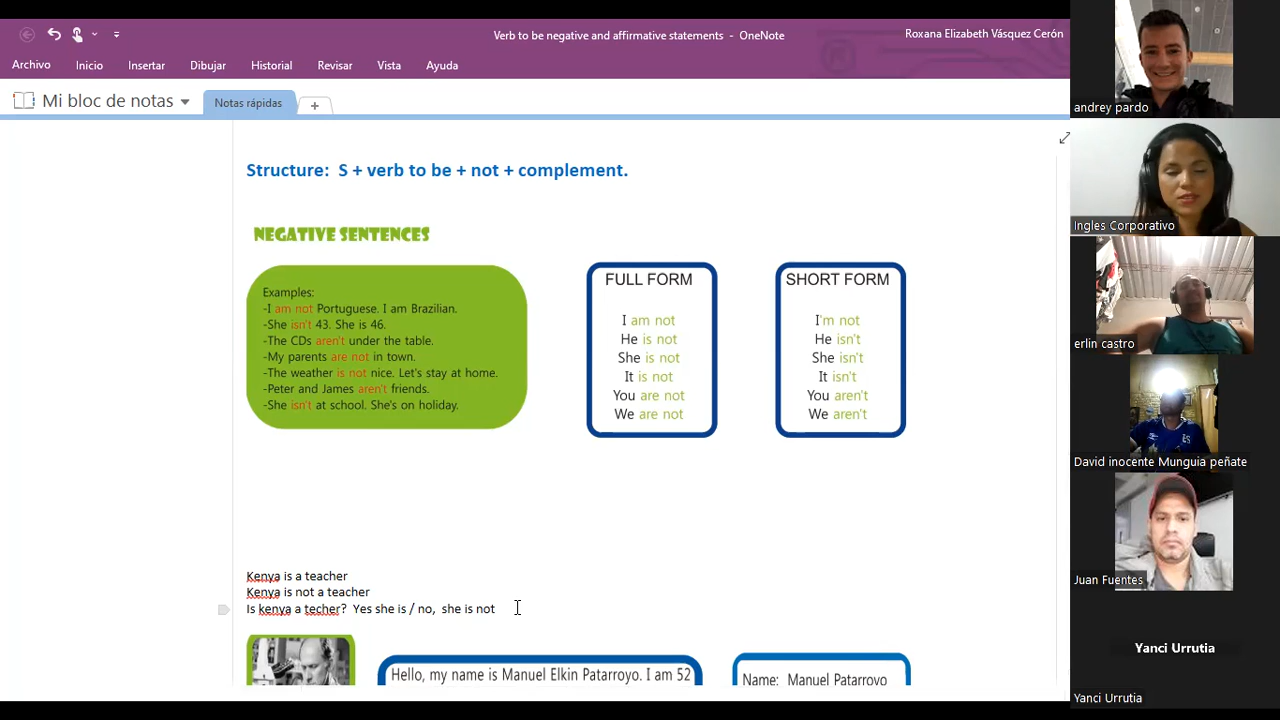 Verb to be negative and affirmative statements - OneNote
Roxana Elizabeth Vásquez Cerón
Archivo Inicio Insertar Dibujar Historial Revisar Vista Ayuda
Mi bloc de notas Notas rápidas +
Structure: S + verb to be + not + complement.
NEGATIVE SENTENCES
Examples:
-I am not Portuguese. I am Brazilian.
-She isn't 43. She is 46.
-The CDs aren't under the table.
-My parents are not in town.
-The weather is not nice. Let's stay at home.
-Peter and James aren't friends.
-She isn't at school. She's on holiday.
FULL FORM
I am not
He is not
She is not
It is not
You are not
We are not
SHORT FORM
I'm not
He isn't
She isn't
It isn't
You aren't
We aren't
Kenya is a teacher
Kenya is not a teacher
Is kenya a techer? Yes she is / no, she is not
Hello, my name is Manuel Elkin Patarroyo. I am 52
Name: Manuel Patarroyo
andrey pardo
Ingles Corporativo
erlin castro
David inocente Munguia peñate
Juan Fuentes
Yanci Urrutia
Yanci Urrutia